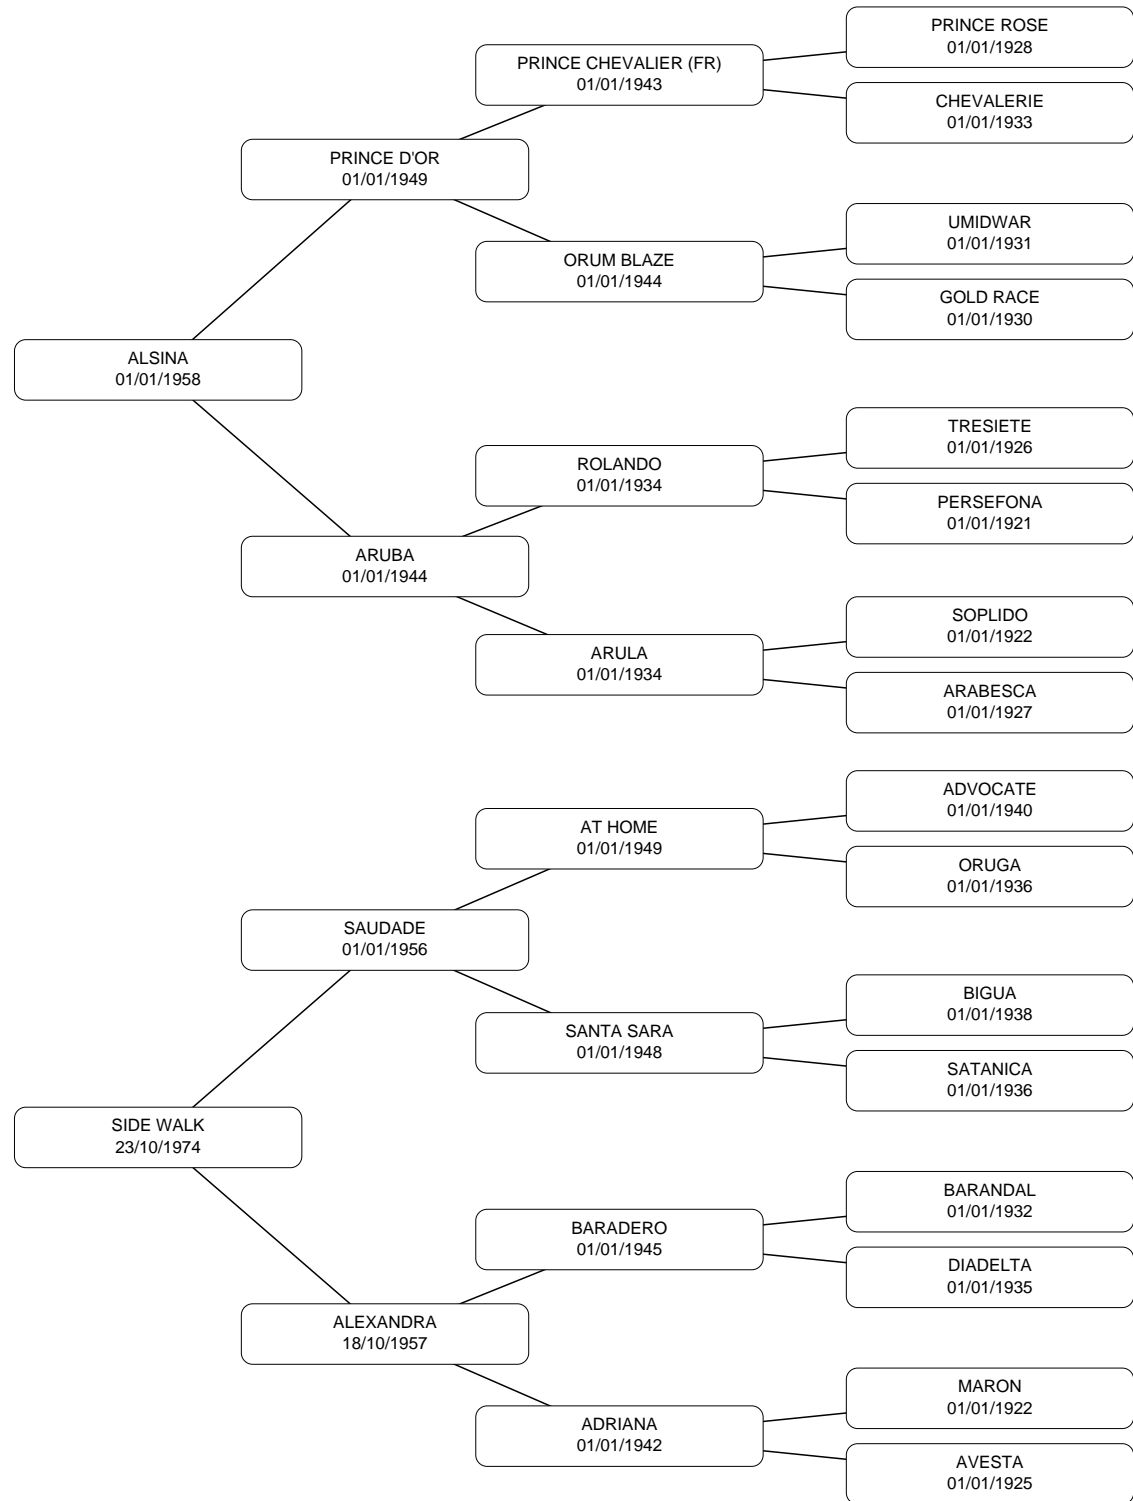 PRINCE ROSE
01/01/1928
PRINCE CHEVALIER (FR)
01/01/1943
CHEVALERIE
01/01/1933
PRINCE D'OR
01/01/1949
UMIDWAR
01/01/1931
ORUM BLAZE
01/01/1944
GOLD RACE
01/01/1930
ALSINA
01/01/1958
TRESIETE
01/01/1926
ROLANDO
01/01/1934
PERSEFONA
01/01/1921
ARUBA
01/01/1944
SOPLIDO
01/01/1922
ARULA
01/01/1934
ARABESCA
01/01/1927
ADVOCATE
01/01/1940
AT HOME
01/01/1949
ORUGA
01/01/1936
SAUDADE
01/01/1956
BIGUA
01/01/1938
SANTA SARA
01/01/1948
SATANICA
01/01/1936
SIDE WALK
23/10/1974
BARANDAL
01/01/1932
BARADERO
01/01/1945
DIADELTA
01/01/1935
ALEXANDRA
18/10/1957
MARON
01/01/1922
ADRIANA
01/01/1942
AVESTA
01/01/1925